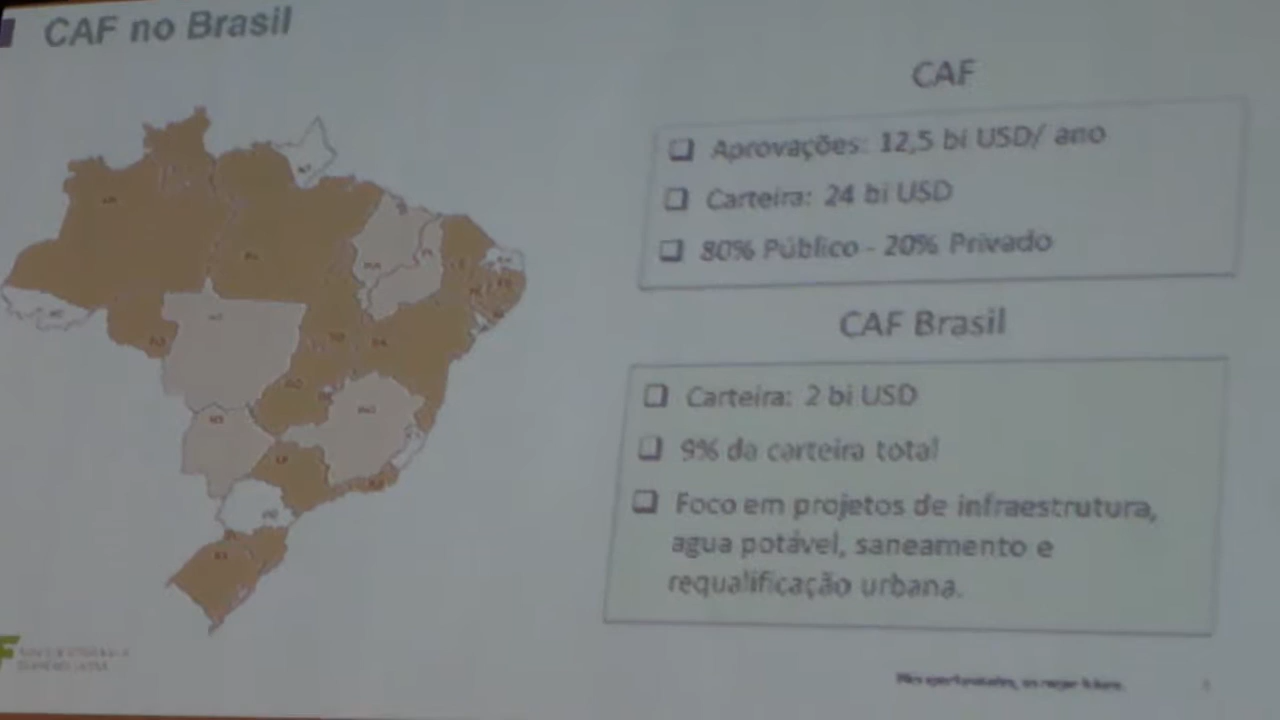 CAF no Brasil
CAF
Aprovações: 12,5 bi USD/ ano
Carteira: 24 bi USD
80% Público - 20% Privado
CAF Brasil
Carteira: 2 bi USD
9% da carteira total
Foco em projetos de infraestrutura,
agua potável, saneamento e
requalificação urbana.